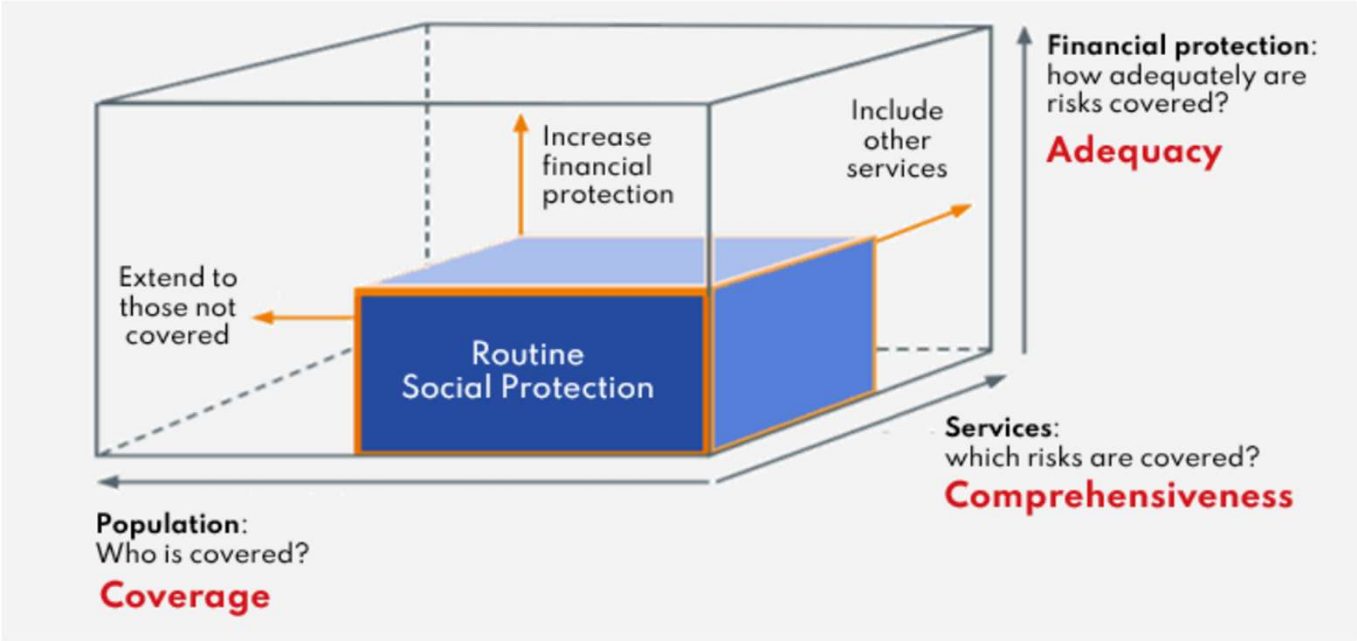 Financial protection:
how adequately are
risks covered?
Adequacy
Include
other
services
Increase
financial
protection
Extend to
those not
covered
Routine
Social Protection
Services:
which risks are covered?
Comprehensiveness
Population:
Who is covered?
Coverage